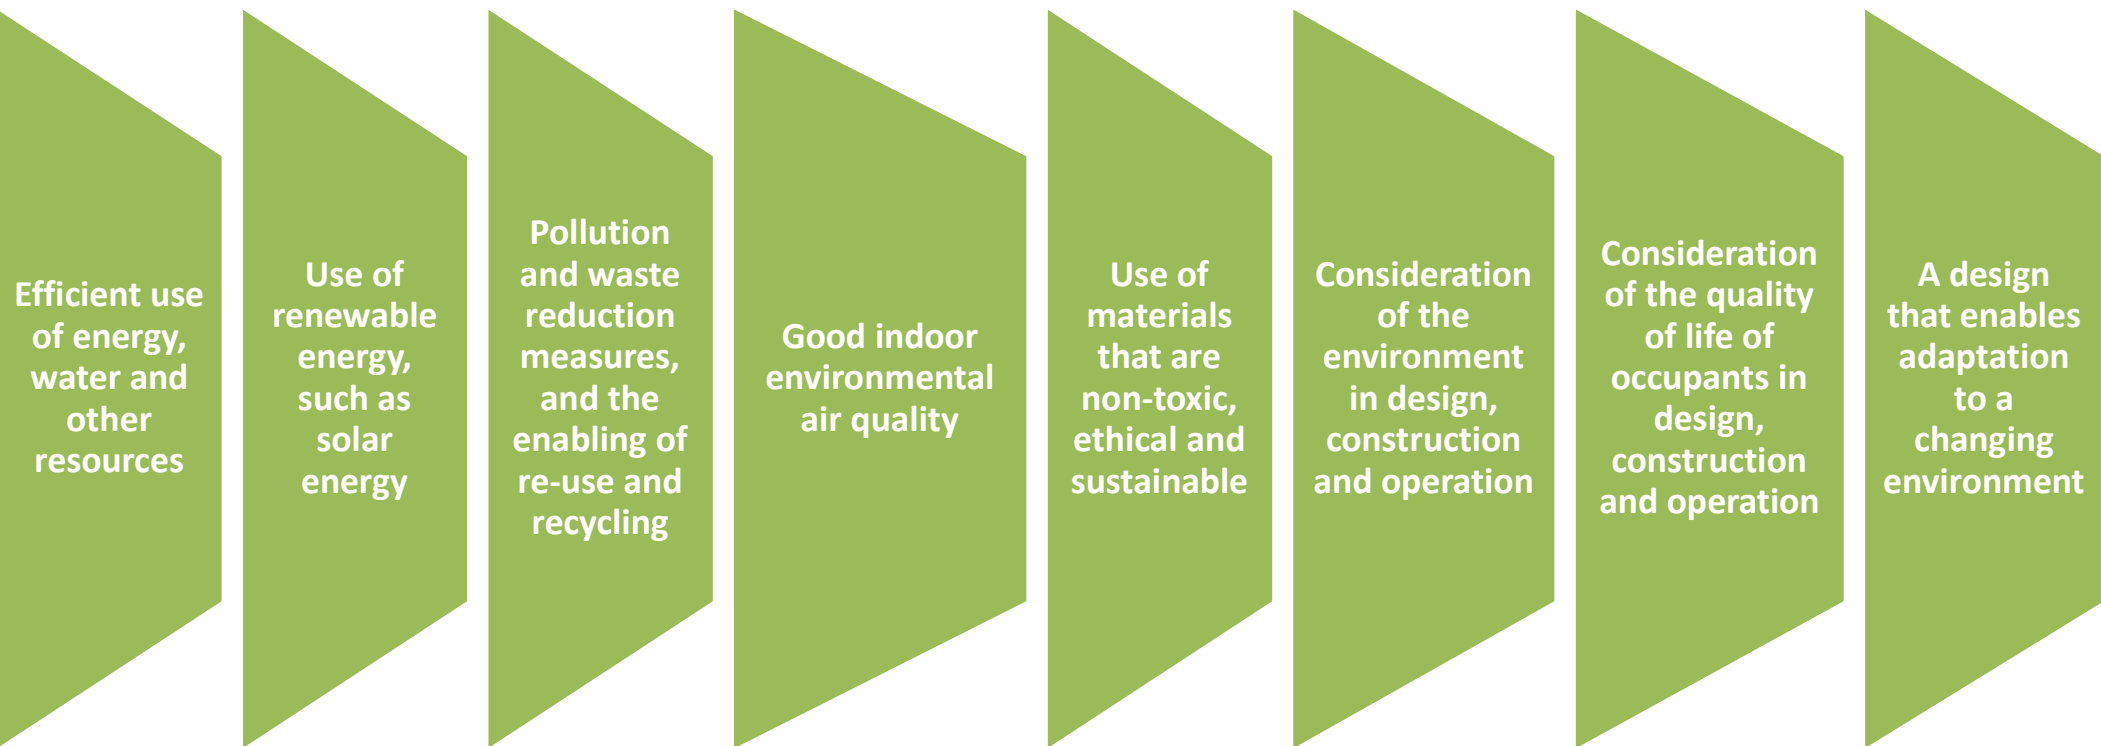 Efficient use
of energy,
water and
other
resources
Use of
renewable
energy,
such as
solar
energy
Pollution
and waste
reduction
measures,
and the
enabling of
re-use and
recycling
Good indoor
environmental
air quality
Use of
materials
that are
non-toxic,
ethical and
sustainable
Consideration
of the
environment
in design,
construction
and operation
Consideration
of the quality
of life of
occupants in
design,
construction
and operation
A design
that enables
adaptation
to a
changing
environment